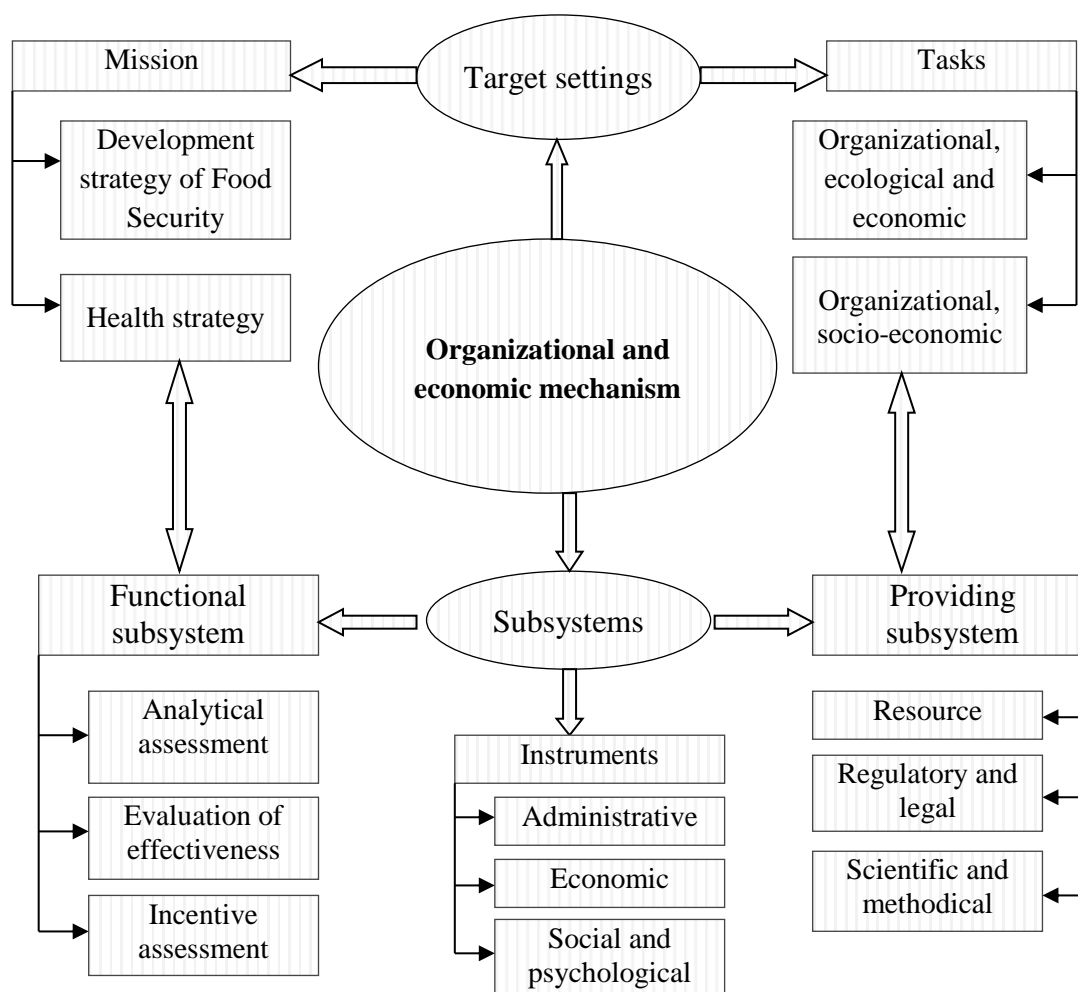 Mission
Target settings
Tasks
Development
strategy of Food
Security
Organizational,
ecological and
economic
Health strategy
Organizational,
socio-economic
Organizational and
economic mechanism
Functional
subsystem
Subsystems
Providing
subsystem
Analytical
assessment
Evaluation of
effectiveness
Incentive
assessment
Instruments
Administrative
Economic
Social and
psychological
Resource
Regulatory and
legal
Scientific and
methodical